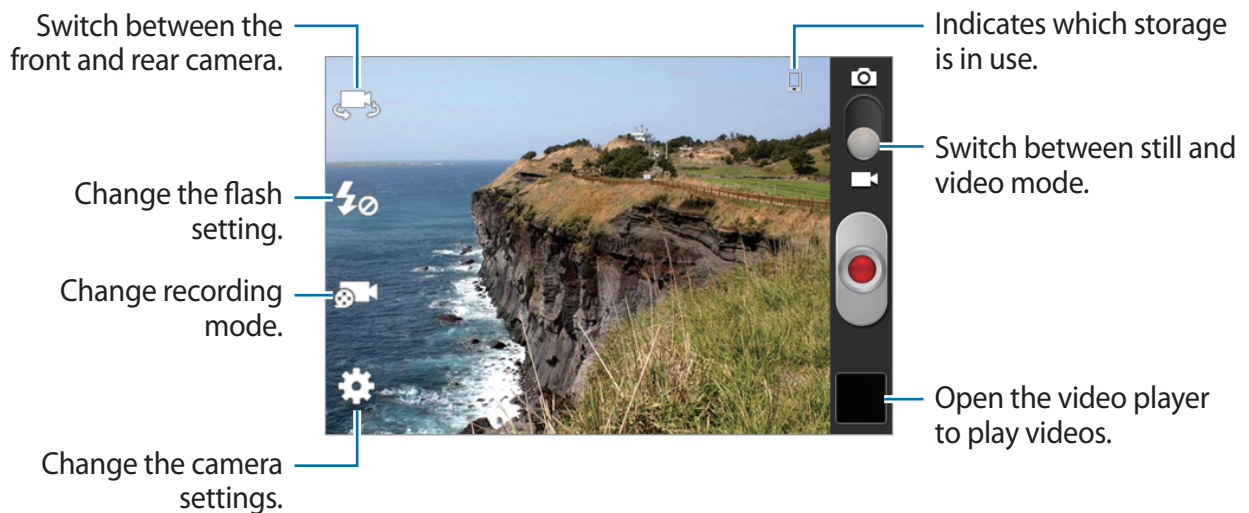 Switch between the
front and rear camera.
Change the flash
setting.
Change recording
mode.
Change the camera
settings.
Indicates which storage
is in use.
Switch between still and
video mode.
Open the video player
to play videos.